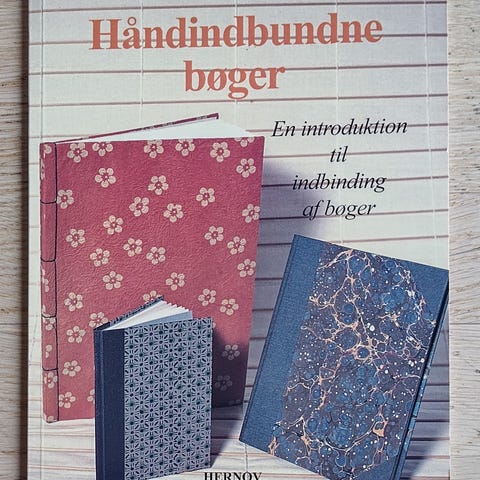 Håndindbundne
bøger
En introduktion
til
indbinding
af bøger
HERNOV